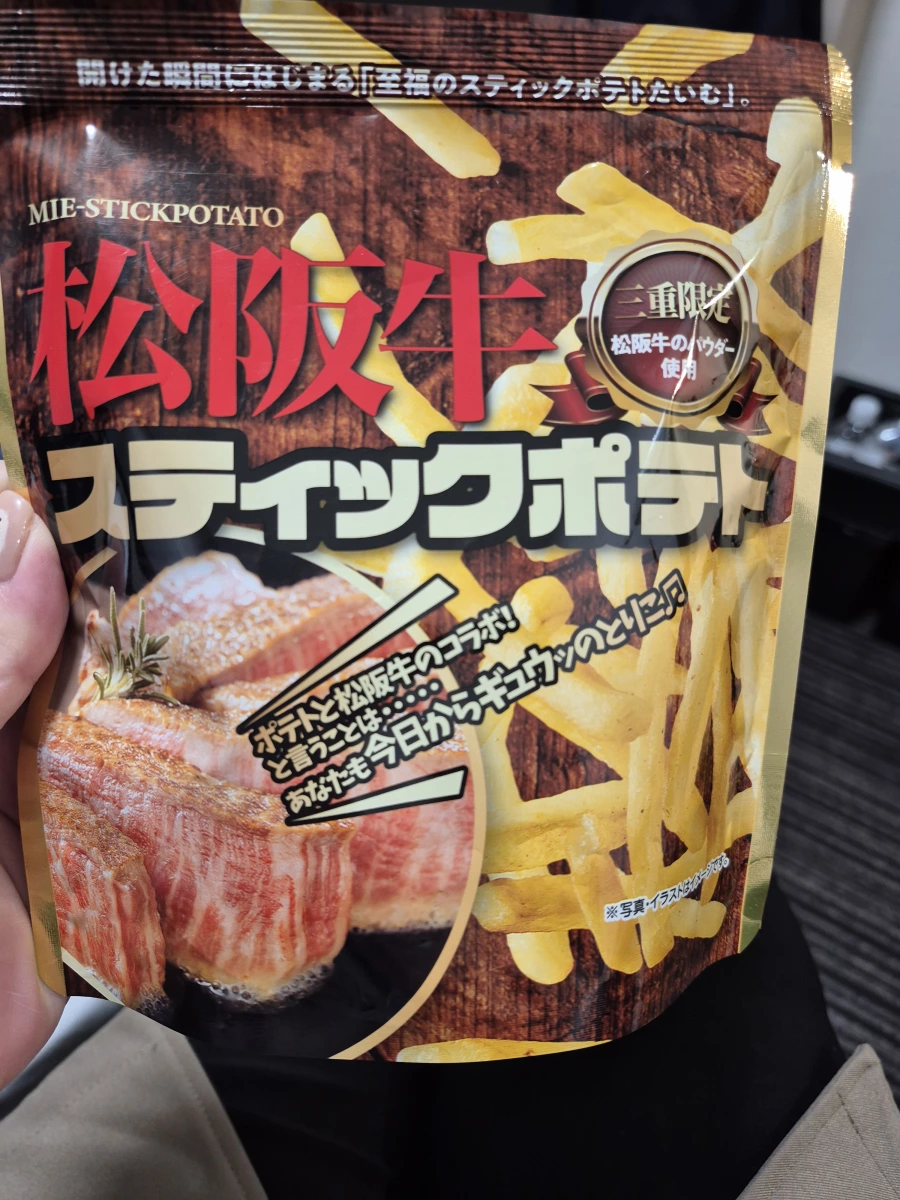 開けた瞬間にはじまる「至福のスティックポテトたいむ」。
MIE-STICKPOTATO
松阪牛
三重限定
松阪牛のパウダー
使用
スティックポテト
ポテトと松阪牛のコラボ!
と言うことは・・・・・
あなたも今日からギュウッのとりこ♫
※写真・イラストはイメージです。